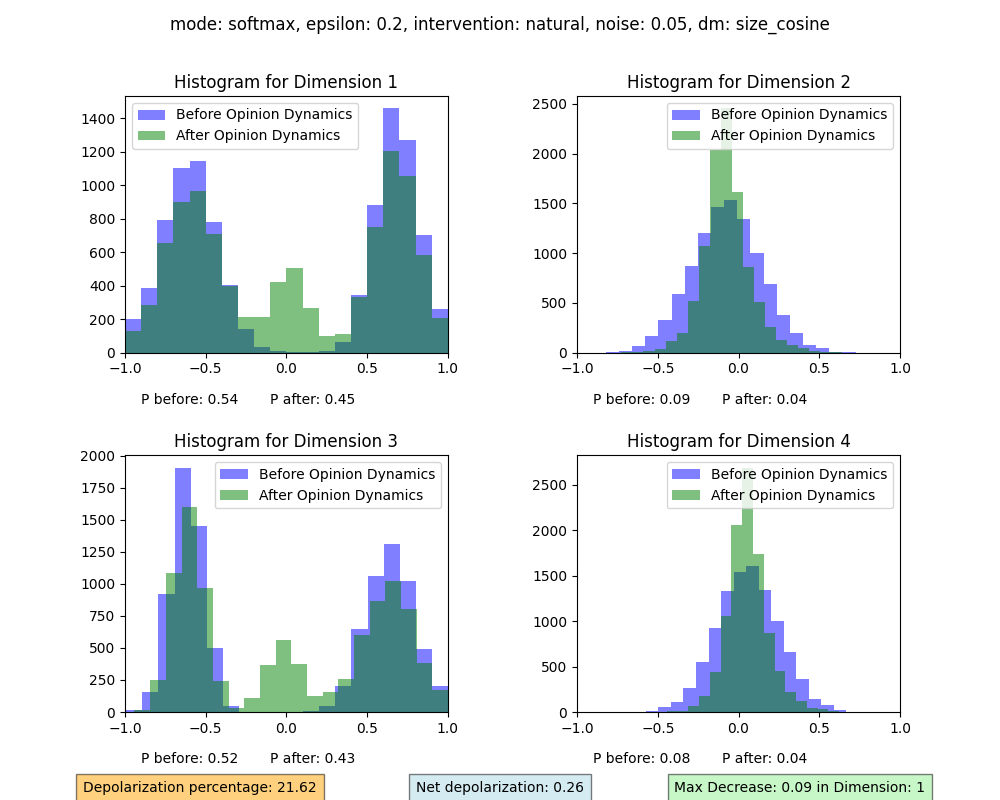 mode: softmax, epsilon: 0.2, intervention: natural, noise: 0.05, dm: size_cosine
Histogram for Dimension 1
Before Opinion Dynamics
After Opinion Dynamics
1400
1200
1000
800
600
400
200
0
−1.0 −0.5 0.0 0.5 1.0
P before: 0.54 P after: 0.45
Histogram for Dimension 2
Before Opinion Dynamics
After Opinion Dynamics
2500
2000
1500
1000
500
0
−1.0 −0.5 0.0 0.5 1.0
P before: 0.09 P after: 0.04
Histogram for Dimension 3
Before Opinion Dynamics
After Opinion Dynamics
2000
1750
1500
1250
1000
750
500
250
0
−1.0 −0.5 0.0 0.5 1.0
P before: 0.52 P after: 0.43
Histogram for Dimension 4
Before Opinion Dynamics
After Opinion Dynamics
2500
2000
1500
1000
500
0
−1.0 −0.5 0.0 0.5 1.0
P before: 0.08 P after: 0.04
Depolarization percentage: 21.62
Net depolarization: 0.26
Max Decrease: 0.09 in Dimension: 1